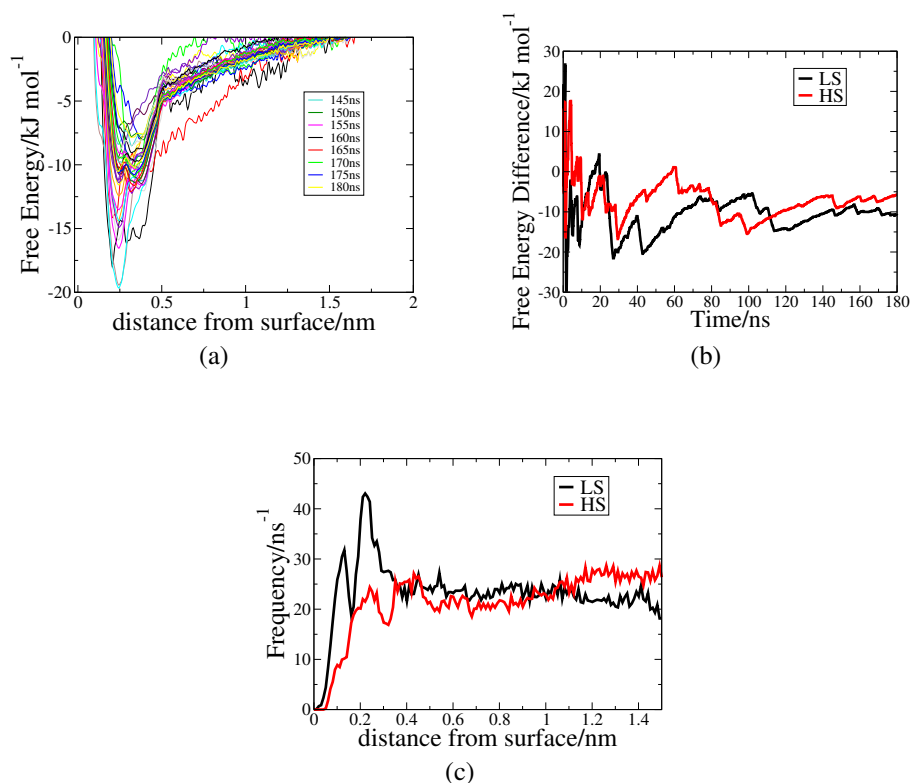 Free Energy/kJ mol⁻¹
0
-5
-10
-15
-20
0
0.5
1
1.5
2
distance from surface/nm
145ns
150ns
155ns
160ns
165ns
170ns
175ns
180ns
(a)
Free Energy Difference/kJ mol⁻¹
30
20
10
0
-10
-20
-30
0
20
40
60
80
100
120
140
160
180
Time/ns
LS
HS
(b)
Frequency/ns⁻¹
50
40
30
20
10
0
0
0.2
0.4
0.6
0.8
1
1.2
1.4
distance from surface/nm
LS
HS
(c)